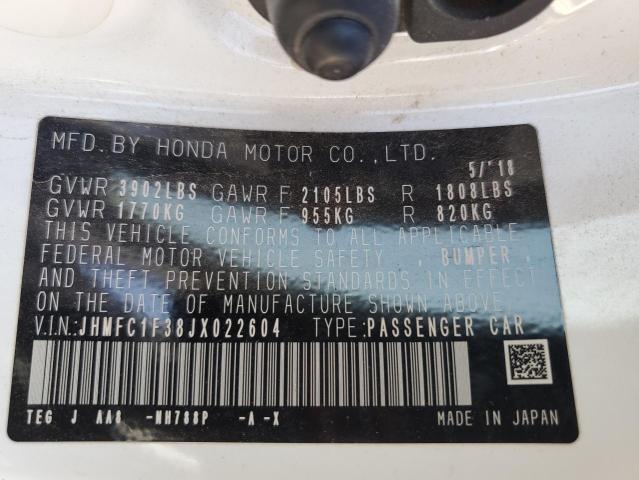 MFD.BY HONDA MOTOR CO.,LTD.
5/'18
GVWR 3902LBS GAWR F 2105LBS R 1808LBS
GVWR 1770KG GAWR F 955KG R 820KG
THIS VEHICLE CONFORMS TO ALL APPLICABLE
FEDERAL MOTOR VEHICLE SAFETY , BUMPER ,
AND THEFT PREVENTION STANDARDS IN EFFECT
ON THE DATE OF MANUFACTURE SHOWN ABOVE.
V.I.N.: JHMFC1F38JX022604 TYPE:PASSENGER CAR
TEG J AA8 -NH788P -A -X MADE IN JAPAN